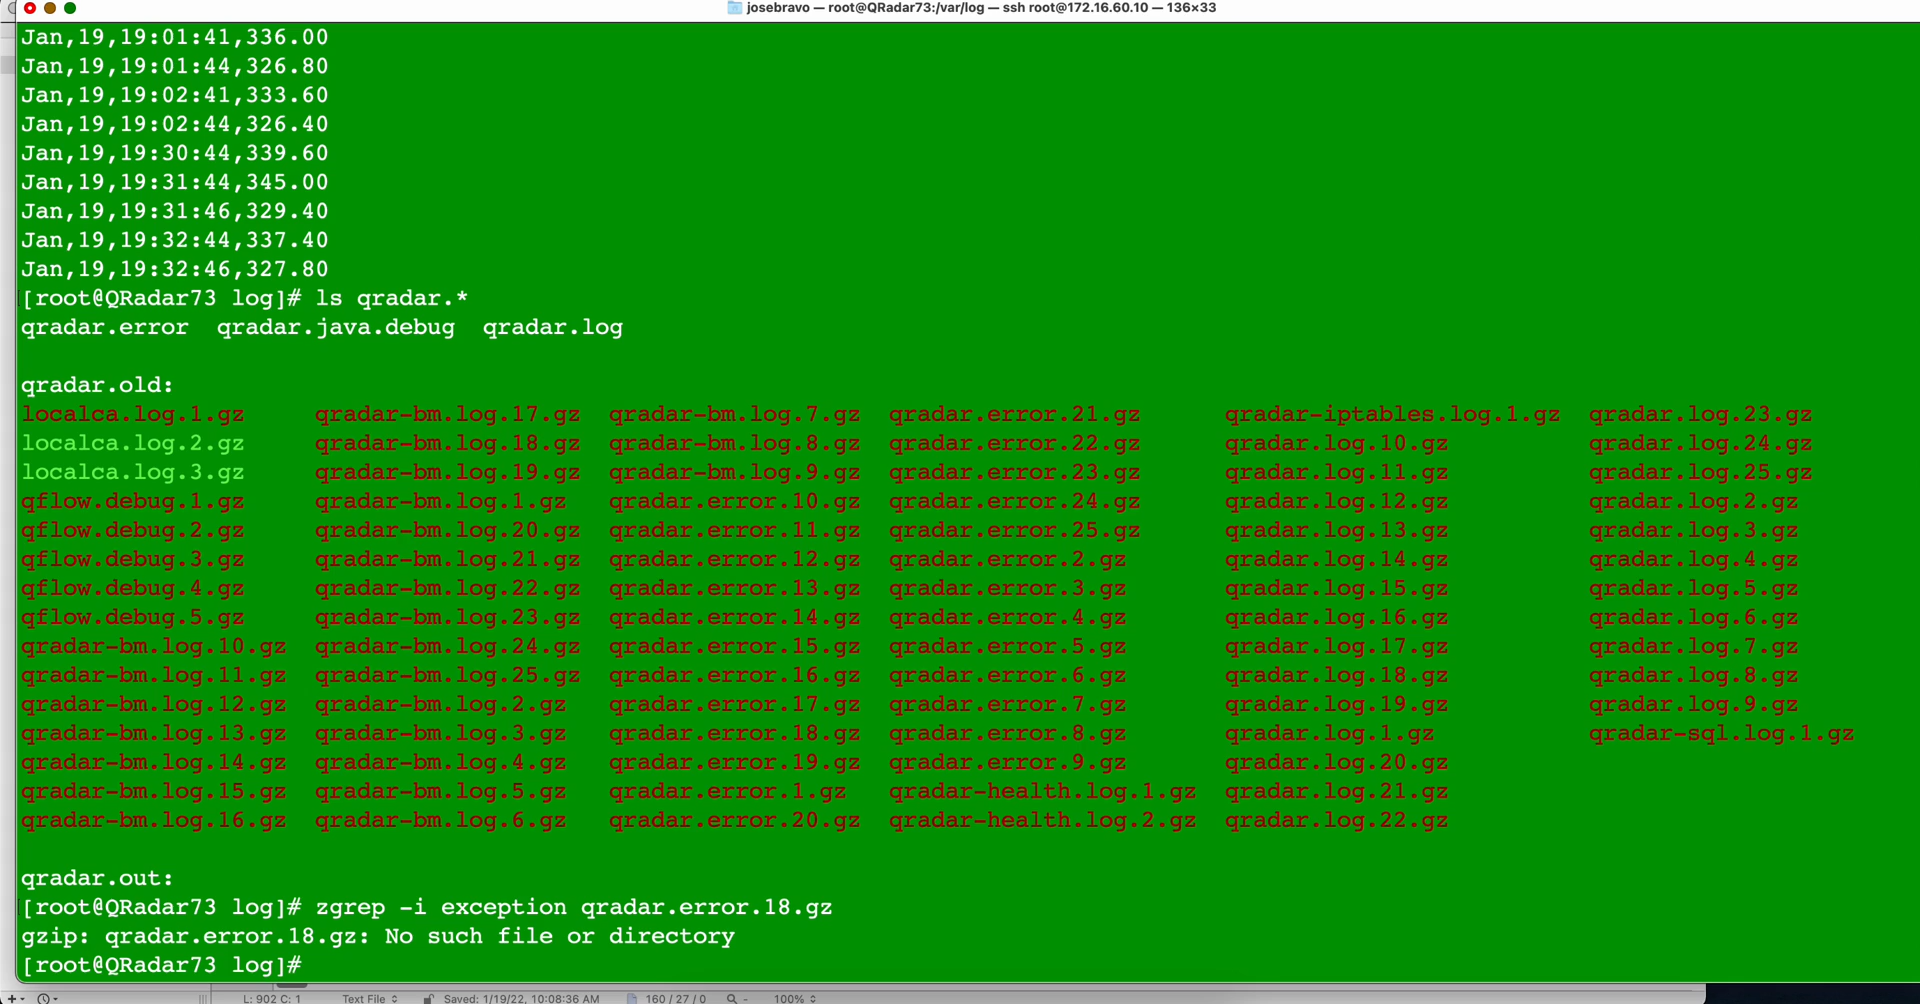 josebravo — root@QRadar73:/var/log — ssh root@172.16.60.10 — 136×33
Jan,19,19:01:41,336.00
Jan,19,19:01:44,326.80
Jan,19,19:02:41,333.60
Jan,19,19:02:44,326.40
Jan,19,19:30:44,339.60
Jan,19,19:31:44,345.00
Jan,19,19:31:46,329.40
Jan,19,19:32:44,337.40
Jan,19,19:32:46,327.80
[root@QRadar73 log]# ls qradar.*
qradar.error  qradar.java.debug  qradar.log
qradar.old:
localca.log.1.gz  qradar-bm.log.17.gz  qradar-bm.log.7.gz  qradar.error.21.gz  qradar-iptables.log.1.gz  qradar.log.23.gz
localca.log.2.gz  qradar-bm.log.18.gz  qradar-bm.log.8.gz  qradar.error.22.gz  qradar.log.10.gz  qradar.log.24.gz
localca.log.3.gz  qradar-bm.log.19.gz  qradar-bm.log.9.gz  qradar.error.23.gz  qradar.log.11.gz  qradar.log.25.gz
qflow.debug.1.gz  qradar-bm.log.1.gz  qradar.error.10.gz  qradar.error.24.gz  qradar.log.12.gz  qradar.log.2.gz
qflow.debug.2.gz  qradar-bm.log.20.gz  qradar.error.11.gz  qradar.error.25.gz  qradar.log.13.gz  qradar.log.3.gz
qflow.debug.3.gz  qradar-bm.log.21.gz  qradar.error.12.gz  qradar.error.2.gz  qradar.log.14.gz  qradar.log.4.gz
qflow.debug.4.gz  qradar-bm.log.22.gz  qradar.error.13.gz  qradar.error.3.gz  qradar.log.15.gz  qradar.log.5.gz
qflow.debug.5.gz  qradar-bm.log.23.gz  qradar.error.14.gz  qradar.error.4.gz  qradar.log.16.gz  qradar.log.6.gz
qradar-bm.log.10.gz  qradar-bm.log.24.gz  qradar.error.15.gz  qradar.error.5.gz  qradar.log.17.gz  qradar.log.7.gz
qradar-bm.log.11.gz  qradar-bm.log.25.gz  qradar.error.16.gz  qradar.error.6.gz  qradar.log.18.gz  qradar.log.8.gz
qradar-bm.log.12.gz  qradar-bm.log.2.gz  qradar.error.17.gz  qradar.error.7.gz  qradar.log.19.gz  qradar.log.9.gz
qradar-bm.log.13.gz  qradar-bm.log.3.gz  qradar.error.18.gz  qradar.error.8.gz  qradar.log.1.gz  qradar-sql.log.1.gz
qradar-bm.log.14.gz  qradar-bm.log.4.gz  qradar.error.19.gz  qradar.error.9.gz  qradar.log.20.gz
qradar-bm.log.15.gz  qradar-bm.log.5.gz  qradar.error.1.gz  qradar-health.log.1.gz  qradar.log.21.gz
qradar-bm.log.16.gz  qradar-bm.log.6.gz  qradar.error.20.gz  qradar-health.log.2.gz  qradar.log.22.gz
qradar.out:
[root@QRadar73 log]# zgrep -i exception qradar.error.18.gz
gzip: qradar.error.18.gz: No such file or directory
[root@QRadar73 log]#
L: 902 C: 1  Text File  Saved: 1/19/22, 10:08:36 AM  160 / 27 / 0  -  100%